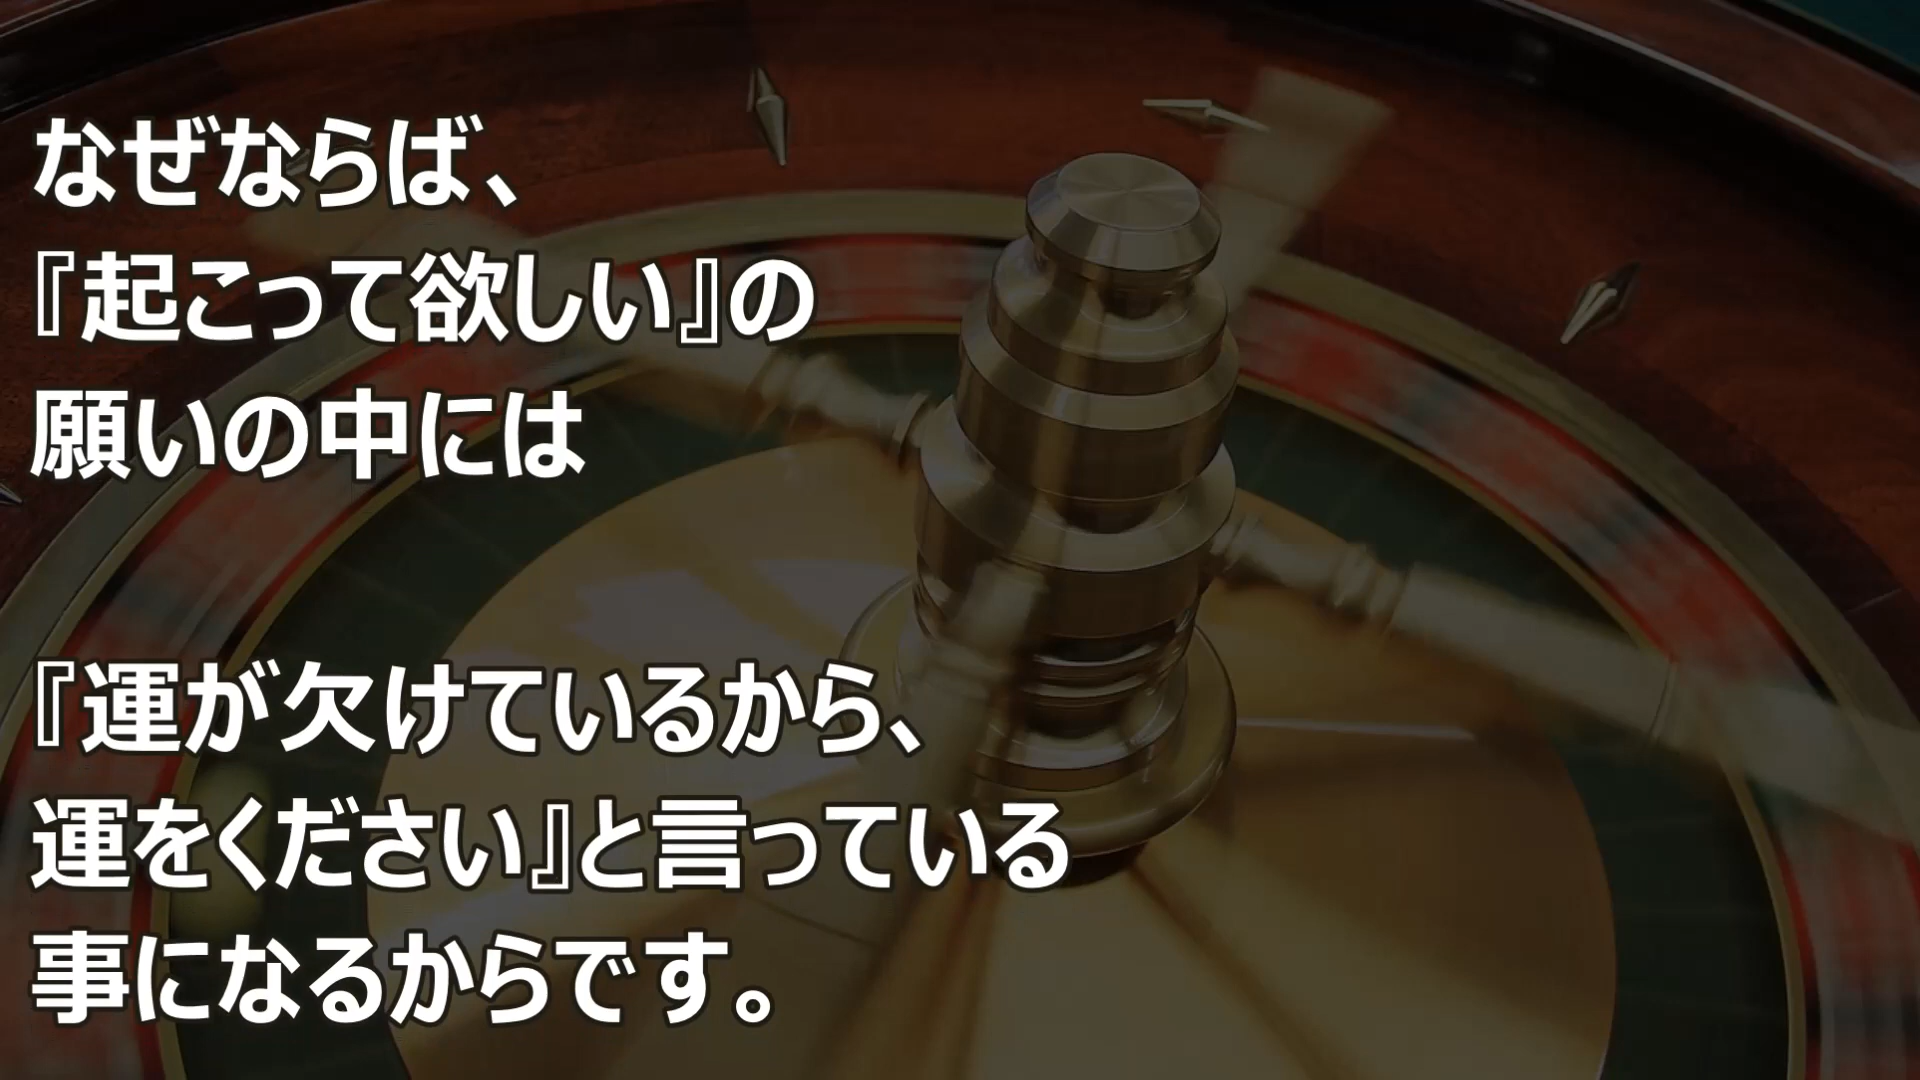 なぜならば、
『起こって欲しい』の
願いの中には
『運が欠けているから、
運をください』と言っている
事になるからです。